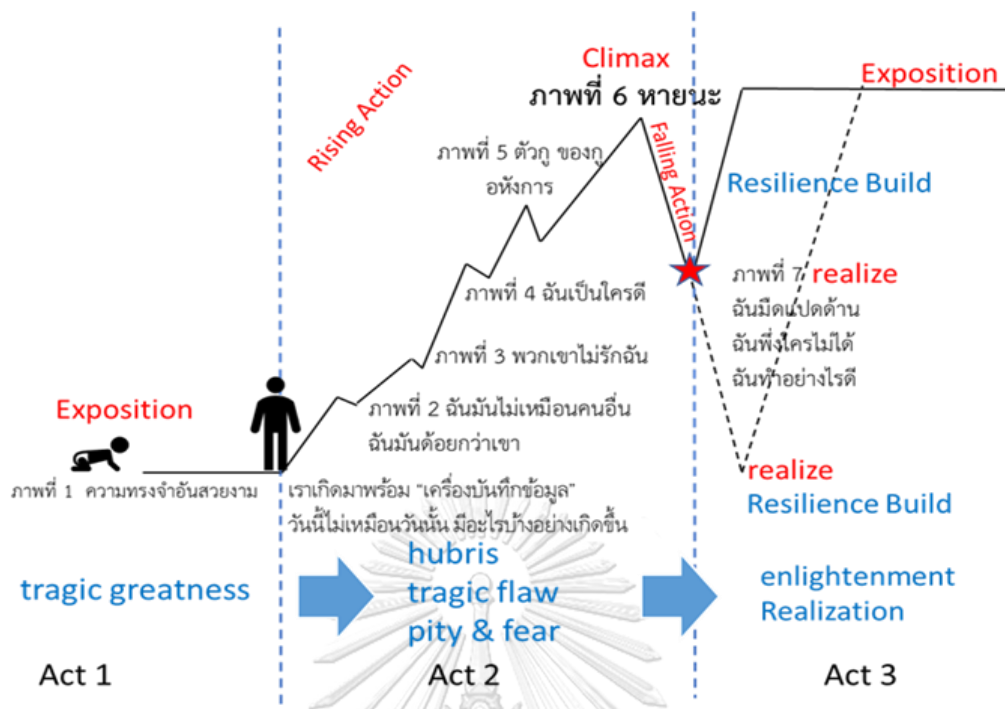 Climax
ภาพที่ 6 หายนะ
Exposition
Rising Action
Falling Action
ภาพที่ 5 ตัวกู ของกู
อหังการ
Resilience Build
ภาพที่ 4 ฉันเป็นใครดี
ภาพที่ 7 realize
ฉันมืดแปดด้าน
ฉันพึ่งใครไม่ได้
ฉันทำอย่างไรดี
ภาพที่ 3 พวกเขาไม่รักฉัน
Exposition
ภาพที่ 2 ฉันมันไม่เหมือนคนอื่น
ฉันมันด้อยกว่าเขา
realize
Resilience Build
ภาพที่ 1 ความทรงจำอันสวยงาม
เราเกิดมาพร้อม "เครื่องบันทึกข้อมูล"
วันนี้ไม่เหมือนวันนั้น มีอะไรบ้างอย่างเกิดขึ้น
tragic greatness
hubris
tragic flaw
pity & fear
enlightenment
Realization
Act 1
Act 2
Act 3